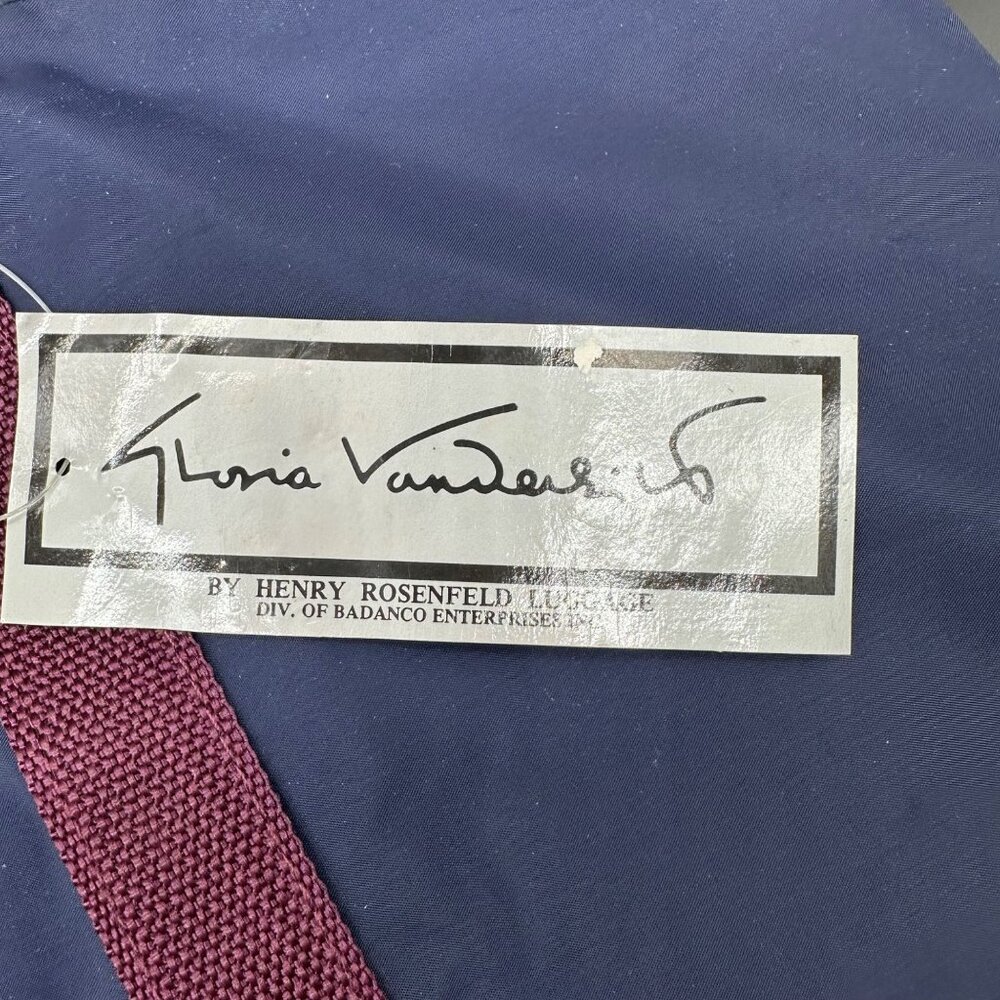 Gloria Vanderbilt
BY HENRY ROSENFELD LUGGAGE
DIV. OF BADANCO ENTERPRISES INC.